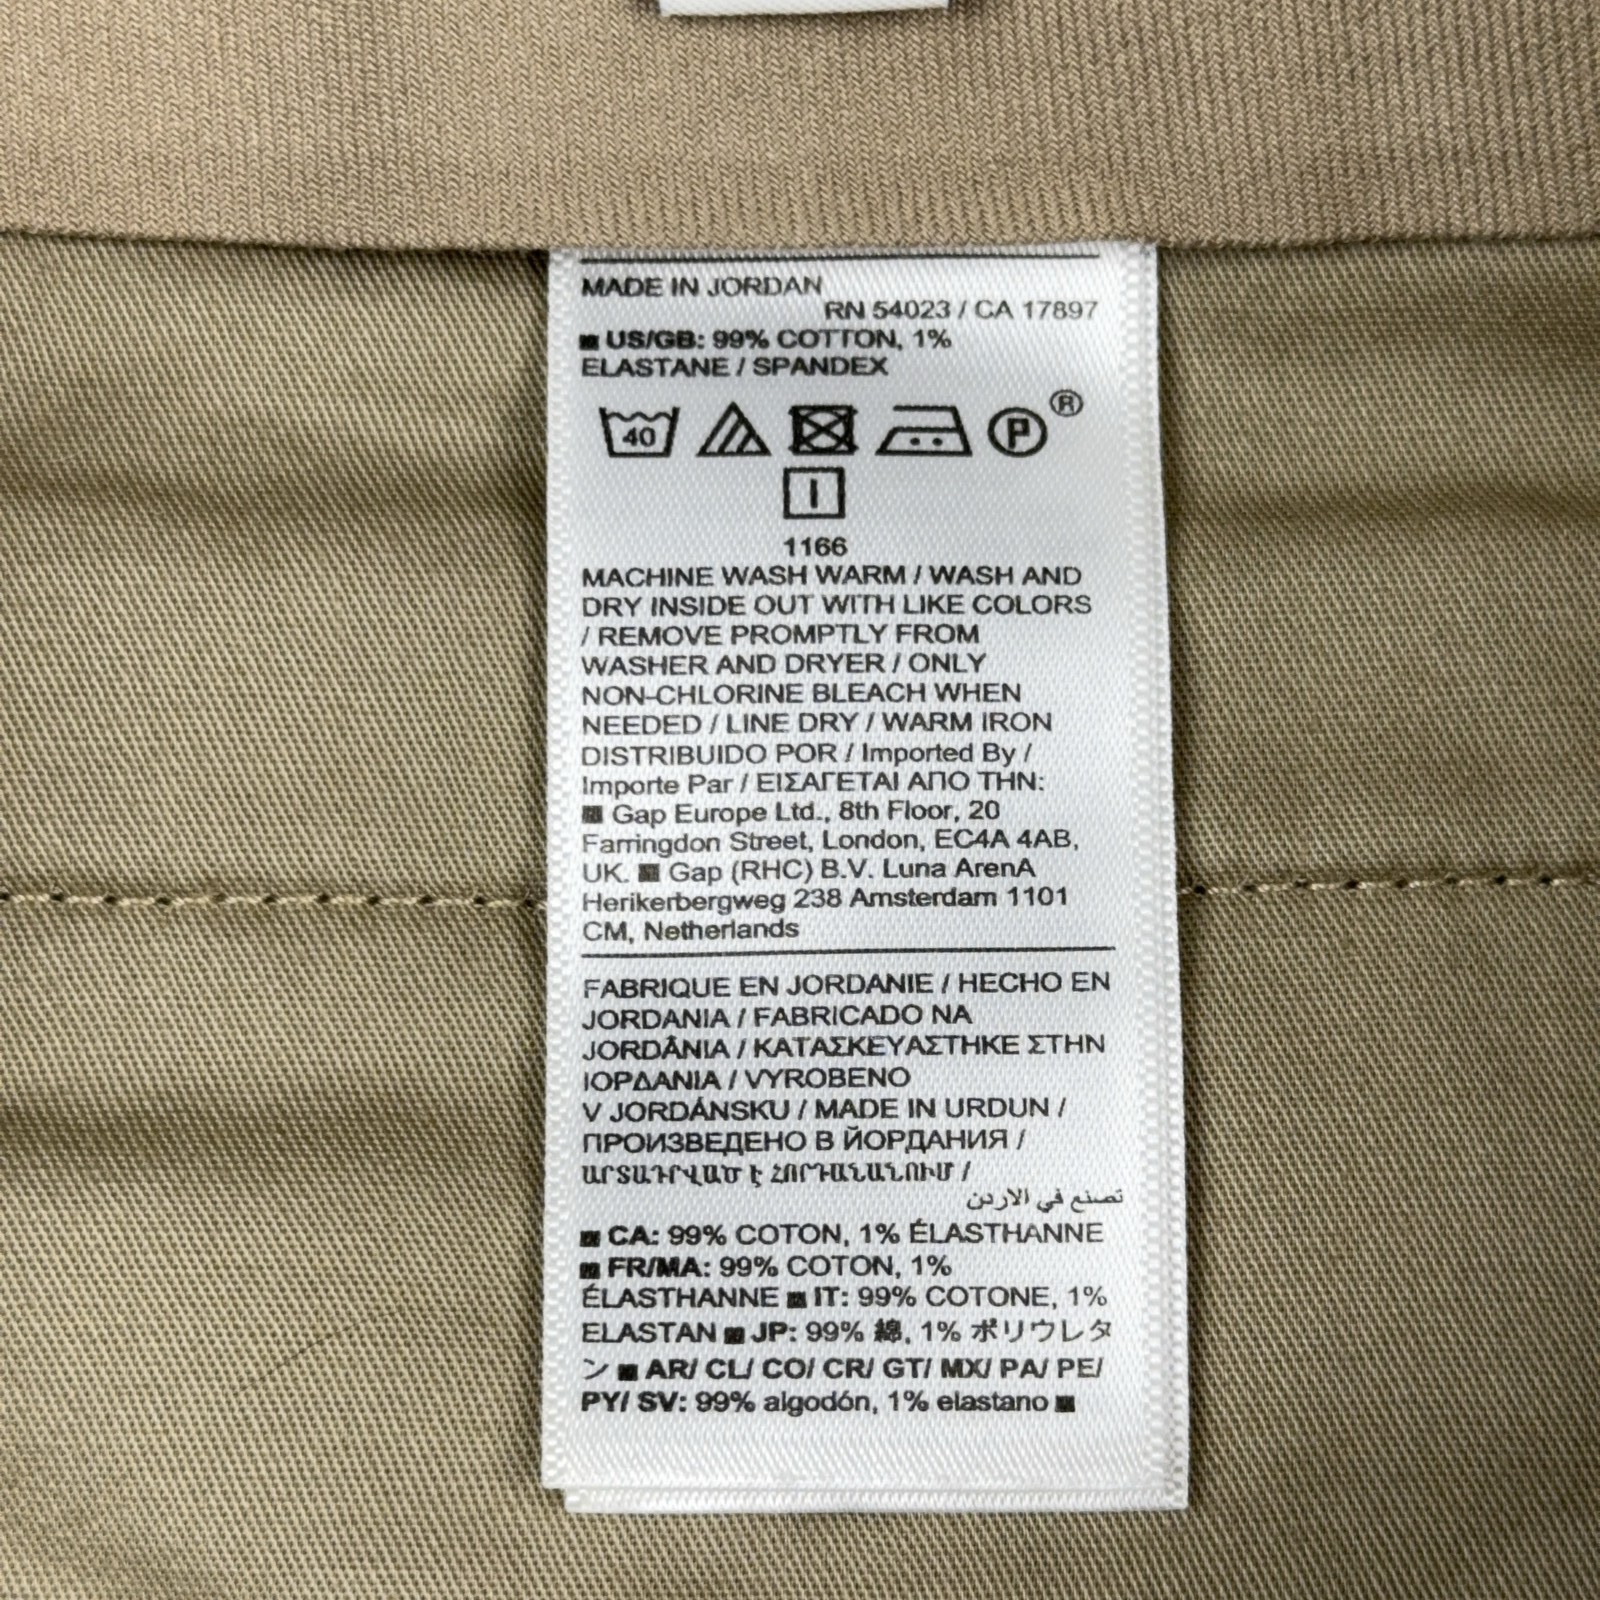 MADE IN JORDAN
RN 54023 / CA 17897
■ US/GB: 99% COTTON, 1%
ELASTANE / SPANDEX
40 P ®
1166
MACHINE WASH WARM / WASH AND
DRY INSIDE OUT WITH LIKE COLORS
/ REMOVE PROMPTLY FROM
WASHER AND DRYER / ONLY
NON-CHLORINE BLEACH WHEN
NEEDED / LINE DRY / WARM IRON
DISTRIBUIDO POR / Imported By /
Importe Par / ΕΙΣΑΓΕΤΑΙ ΑΠΟ ΤΗΝ:
■ Gap Europe Ltd., 8th Floor, 20
Farringdon Street, London, EC4A 4AB,
UK. ■ Gap (RHC) B.V. Luna ArenA
Herikerbergweg 238 Amsterdam 1101
CM, Netherlands
FABRIQUE EN JORDANIE / HECHO EN
JORDANIA / FABRICADO NA
JORDÂNIA / ΚΑΤΑΣΚΕΥΑΣΤΗΚΕ ΣΤΗΝ
ΙΟΡΔΑΝΙΑ / VYROBENO
V JORDÁNSKU / MADE IN URDUN /
ПРОИЗВЕДЕНО В ЙОРДАНИЯ /
ԱՐՏԱԴՐՎԱԾ Է ՀՈՐԴԱՆԱՆՈՒՄ /
تصنع في الاردن
■ CA: 99% COTON, 1% ÉLASTHANNE
■ FR/MA: 99% COTON, 1%
ÉLASTHANNE ■ IT: 99% COTONE, 1%
ELASTAN ■ JP: 99% 綿, 1% ポリウレタ
ン ■ AR/ CL/ CO/ CR/ GT/ MX/ PA/ PE/
PY/ SV: 99% algodón, 1% elastano ■